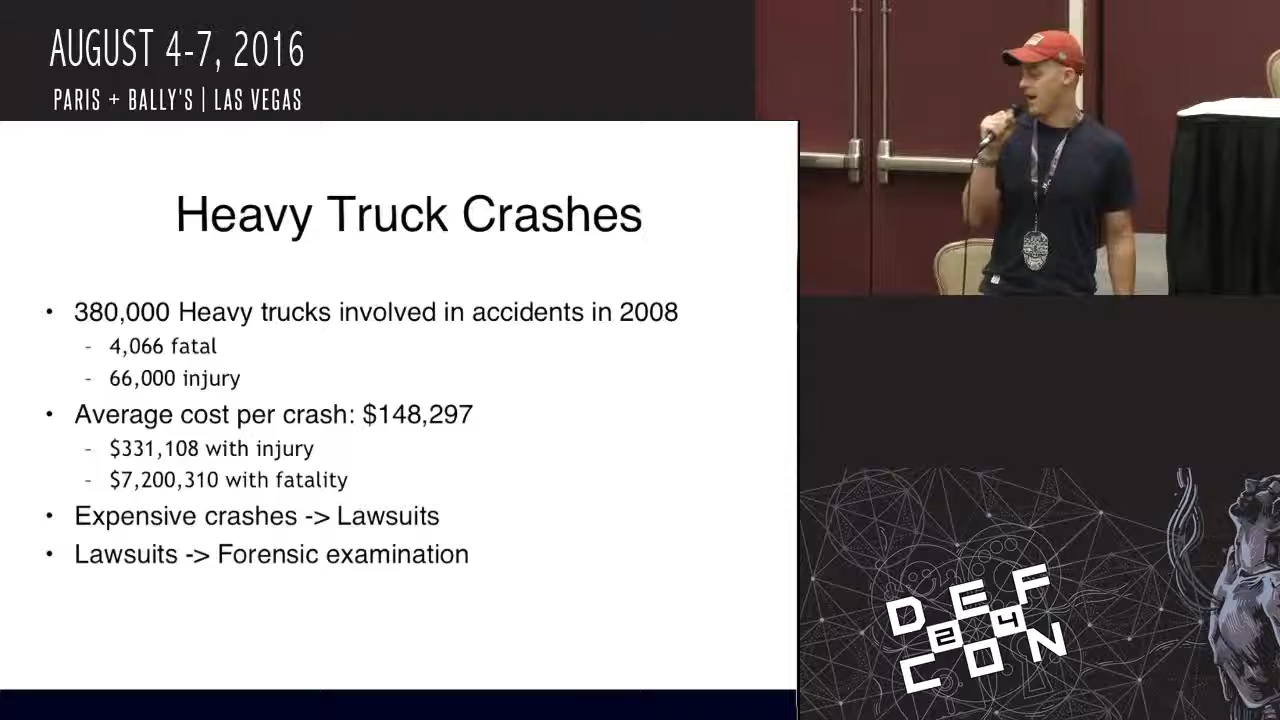 AUGUST 4-7, 2016
PARIS + BALLY'S | LAS VEGAS
Heavy Truck Crashes
• 380,000 Heavy trucks involved in accidents in 2008
- 4,066 fatal
- 66,000 injury
• Average cost per crash: $148,297
- $331,108 with injury
- $7,200,310 with fatality
• Expensive crashes -> Lawsuits
• Lawsuits -> Forensic examination
DEF
24
CON